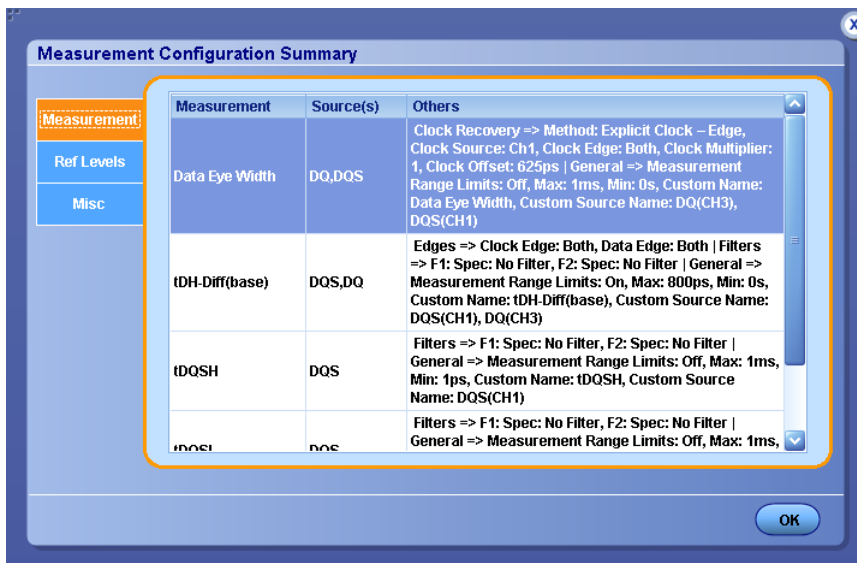 Measurement Configuration Summary
Measurement
Ref Levels
Misc
Measurement Source(s) Others
Data Eye Width DQ,DQS
Clock Recovery => Method: Explicit Clock – Edge,
Clock Source: Ch1, Clock Edge: Both, Clock Multiplier:
1, Clock Offset: 625ps | General => Measurement
Range Limits: Off, Max: 1ms, Min: 0s, Custom Name:
Data Eye Width, Custom Source Name: DQ(CH3),
DQS(CH1)
tDH-Diff(base) DQS,DQ
Edges => Clock Edge: Both, Data Edge: Both | Filters
=> F1: Spec: No Filter, F2: Spec: No Filter | General =>
Measurement Range Limits: On, Max: 800ps, Min: 0s,
Custom Name: tDH-Diff(base), Custom Source Name:
DQS(CH1), DQ(CH3)
tDQSH DQS
Filters => F1: Spec: No Filter, F2: Spec: No Filter |
General => Measurement Range Limits: Off, Max: 1ms,
Min: 1ps, Custom Name: tDQSH, Custom Source
Name: DQS(CH1)
Filters => F1: Spec: No Filter, F2: Spec: No Filter |
General => Measurement Range Limits: Off, Max: 1ms,
tDQSL DQS
OK